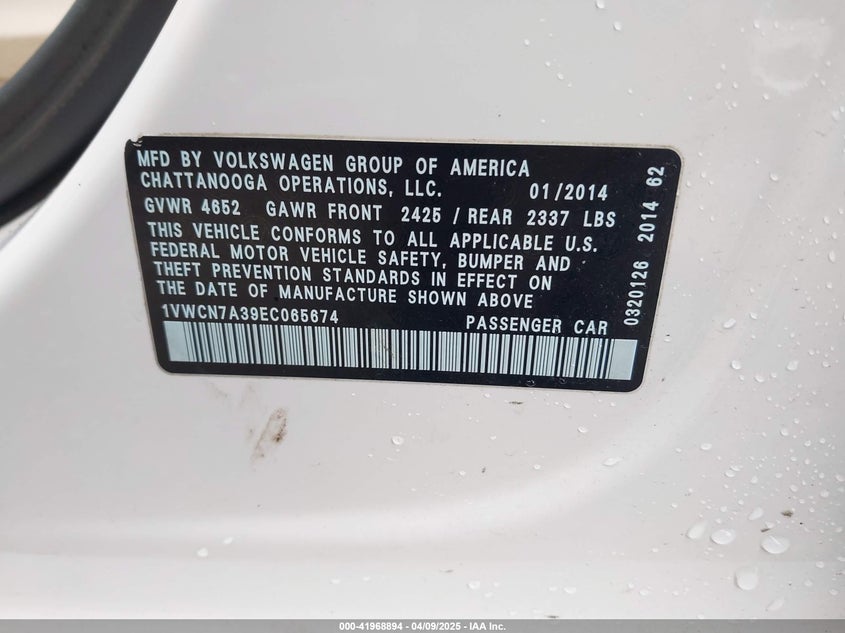 MFD BY VOLKSWAGEN GROUP OF AMERICA
CHATTANOOGA OPERATIONS, LLC. 01/2014
GVWR 4652 GAWR FRONT 2425 / REAR 2337 LBS
THIS VEHICLE CONFORMS TO ALL APPLICABLE U.S.
FEDERAL MOTOR VEHICLE SAFETY, BUMPER AND
THEFT PREVENTION STANDARDS IN EFFECT ON
THE DATE OF MANUFACTURE SHOWN ABOVE
1VWCN7A39EC065674 PASSENGER CAR
0320126 2014 62
000-41968894 - 04/09/2025 - IAA Inc.